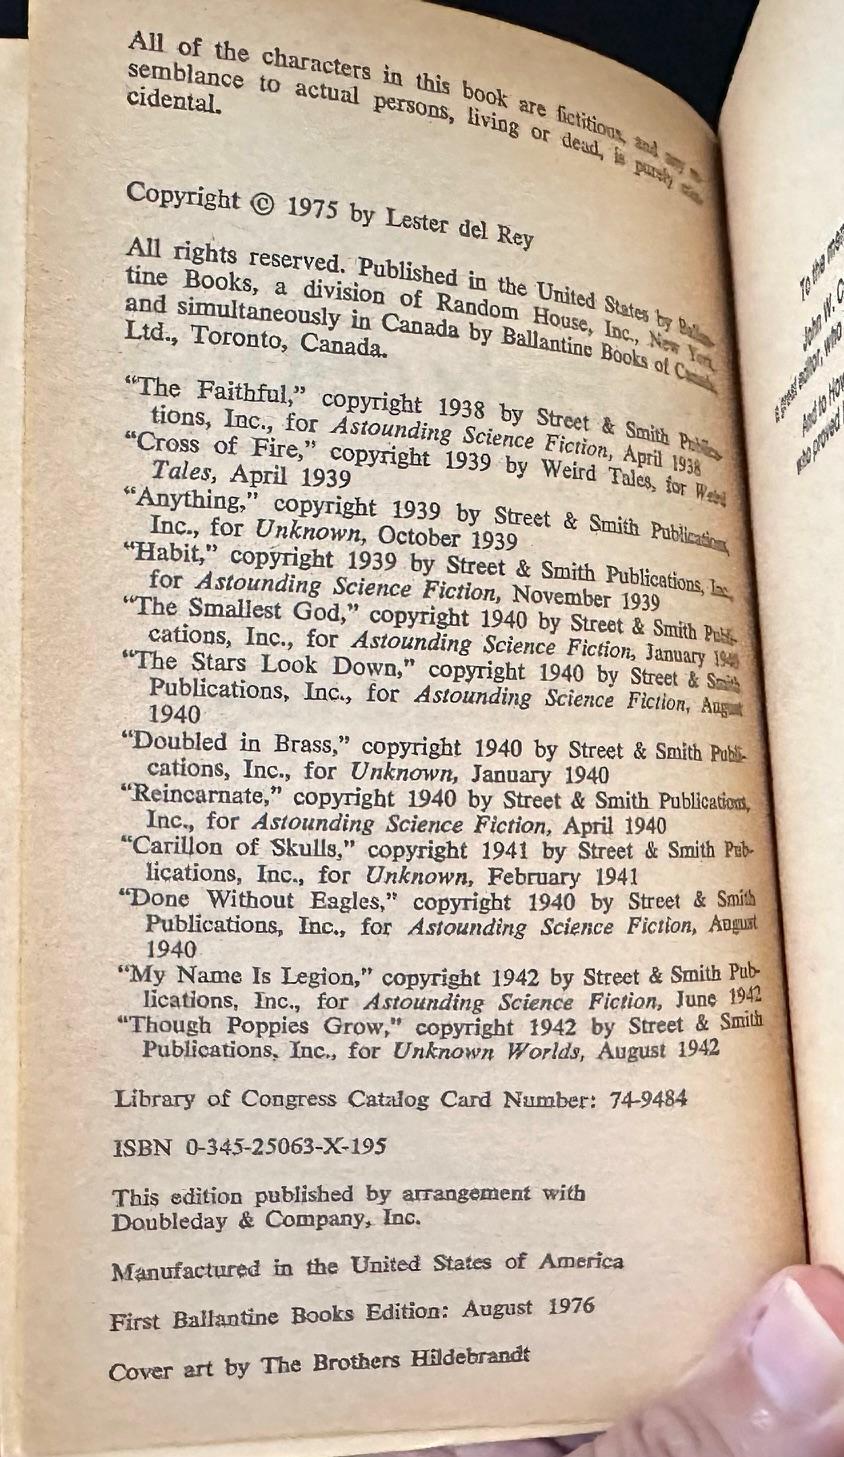 All of the characters in this book are fictitious, and any re-
semblance to actual persons, living or dead, is purely coin-
cidental.
Copyright © 1975 by Lester del Rey
All rights reserved. Published in the United States by Ballan-
tine Books, a division of Random House, Inc., New York,
and simultaneously in Canada by Ballantine Books of Canada,
Ltd., Toronto, Canada.
“The Faithful,” copyright 1938 by Street & Smith Publica-
tions, Inc., for Astounding Science Fiction, April 1938
“Cross of Fire,” copyright 1939 by Weird Tales, for Weird
Tales, April 1939
“Anything,” copyright 1939 by Street & Smith Publications,
Inc., for Unknown, October 1939
“Habit,” copyright 1939 by Street & Smith Publications, Inc.,
for Astounding Science Fiction, November 1939
“The Smallest God,” copyright 1940 by Street & Smith Publi-
cations, Inc., for Astounding Science Fiction, January 1940
“The Stars Look Down,” copyright 1940 by Street & Smith
Publications, Inc., for Astounding Science Fiction, August
1940
“Doubled in Brass,” copyright 1940 by Street & Smith Publi-
cations, Inc., for Unknown, January 1940
“Reincarnate,” copyright 1940 by Street & Smith Publications,
Inc., for Astounding Science Fiction, April 1940
“Carillon of Skulls,” copyright 1941 by Street & Smith Pub-
lications, Inc., for Unknown, February 1941
“Done Without Eagles,” copyright 1940 by Street & Smith
Publications, Inc., for Astounding Science Fiction, August
1940
“My Name Is Legion,” copyright 1942 by Street & Smith Pub-
lications, Inc., for Astounding Science Fiction, June 1942
“Though Poppies Grow,” copyright 1942 by Street & Smith
Publications, Inc., for Unknown Worlds, August 1942
Library of Congress Catalog Card Number: 74-9484
ISBN 0-345-25063-X-195
This edition published by arrangement with
Doubleday & Company, Inc.
Manufactured in the United States of America
First Ballantine Books Edition: August 1976
Cover art by The Brothers Hildebrandt
To the
John W.
a great editor, who
And to
who proved